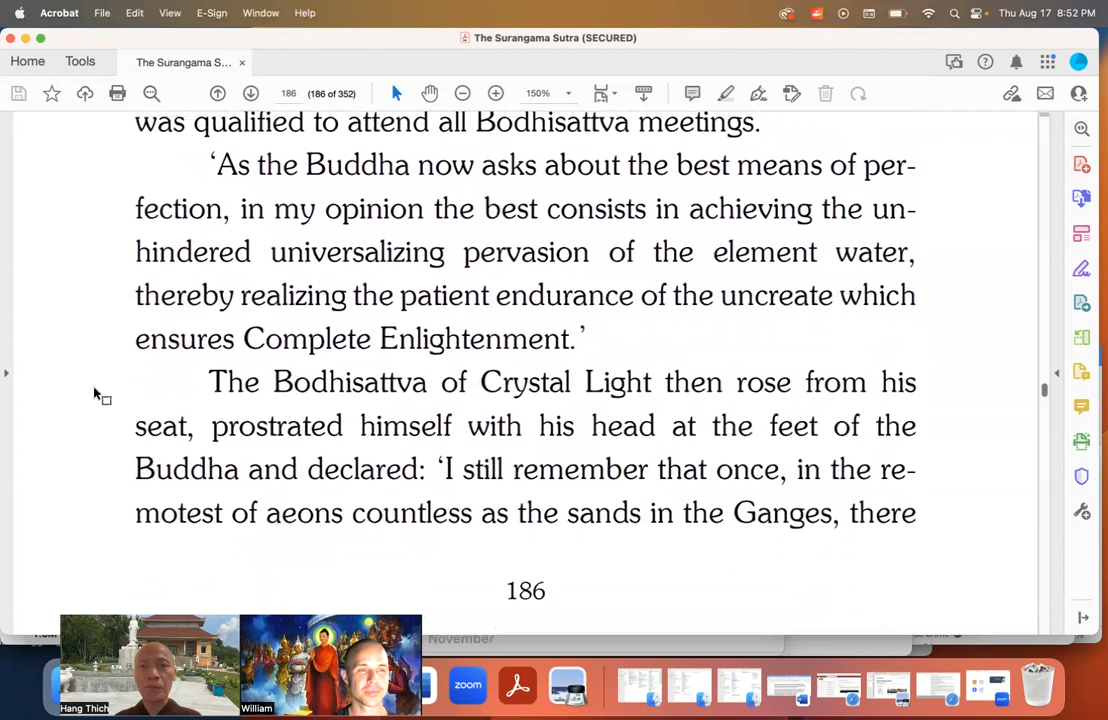 Acrobat File Edit View E-Sign Window Help Thu Aug 17 8:52 PM
The Surangama Sutra (SECURED)
Home Tools The Surangama S... ×
186 (186 of 352) 150%
was qualified to attend all Bodhisattva meetings.
‘As the Buddha now asks about the best means of per-
fection, in my opinion the best consists in achieving the un-
hindered universalizing pervasion of the element water,
thereby realizing the patient endurance of the uncreate which
ensures Complete Enlightenment.’
The Bodhisattva of Crystal Light then rose from his
seat, prostrated himself with his head at the feet of the
Buddha and declared: ‘I still remember that once, in the re-
motest of aeons countless as the sands in the Ganges, there
186
November
zoom
Hang Thich William